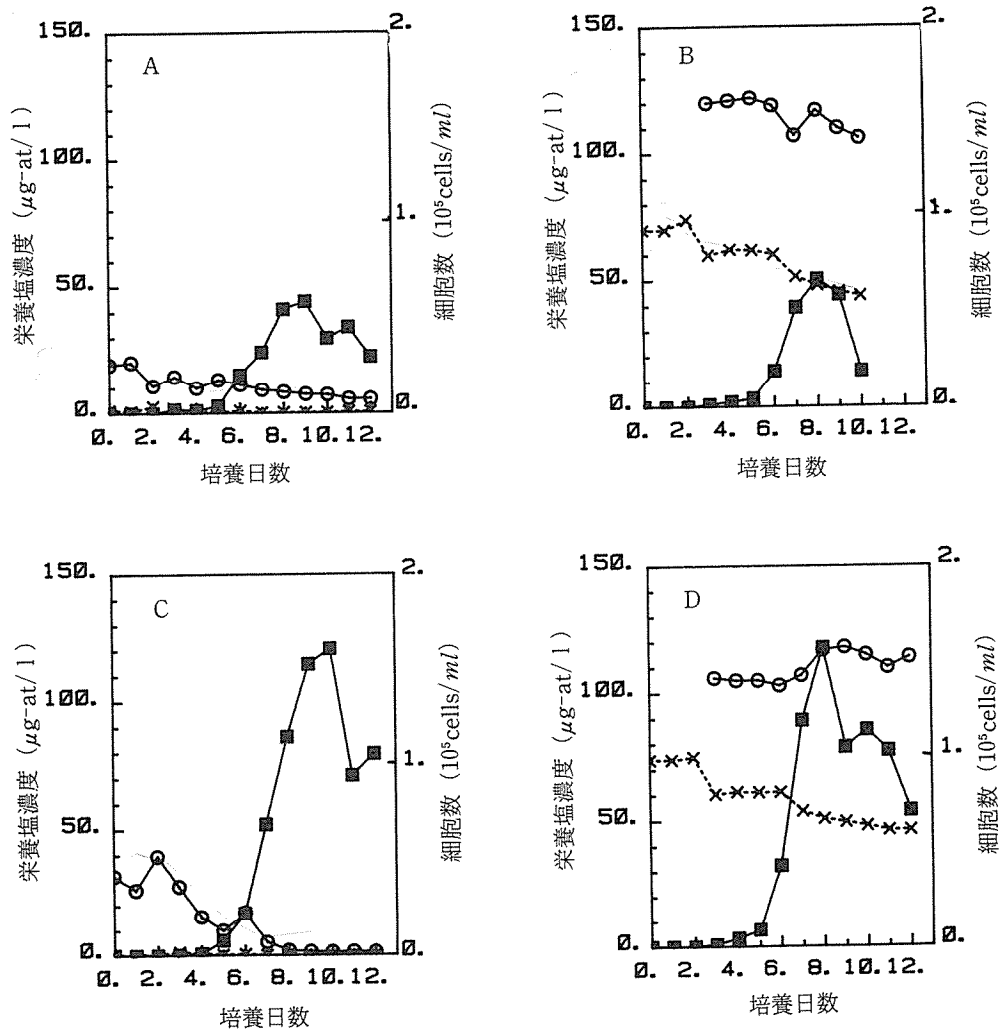 A
150.
100.
50.
0.
2.
1.
0.
栄養塩濃度 (μg-at/l)
細胞数 (10⁵cells/ml)
0. 2. 4. 6. 8. 10. 12.
培養日数
B
150.
100.
50.
0.
2.
1.
0.
栄養塩濃度 (μg-at/l)
細胞数 (10⁵cells/ml)
0. 2. 4. 6. 8. 10. 12.
培養日数
C
150.
100.
50.
0.
2.
1.
0.
栄養塩濃度 (μg-at/l)
細胞数 (10⁵cells/ml)
0. 2. 4. 6. 8. 10. 12.
培養日数
D
150.
100.
50.
0.
2.
1.
0.
栄養塩濃度 (μg-at/l)
細胞数 (10⁵cells/ml)
0. 2. 4. 6. 8. 10. 12.
培養日数